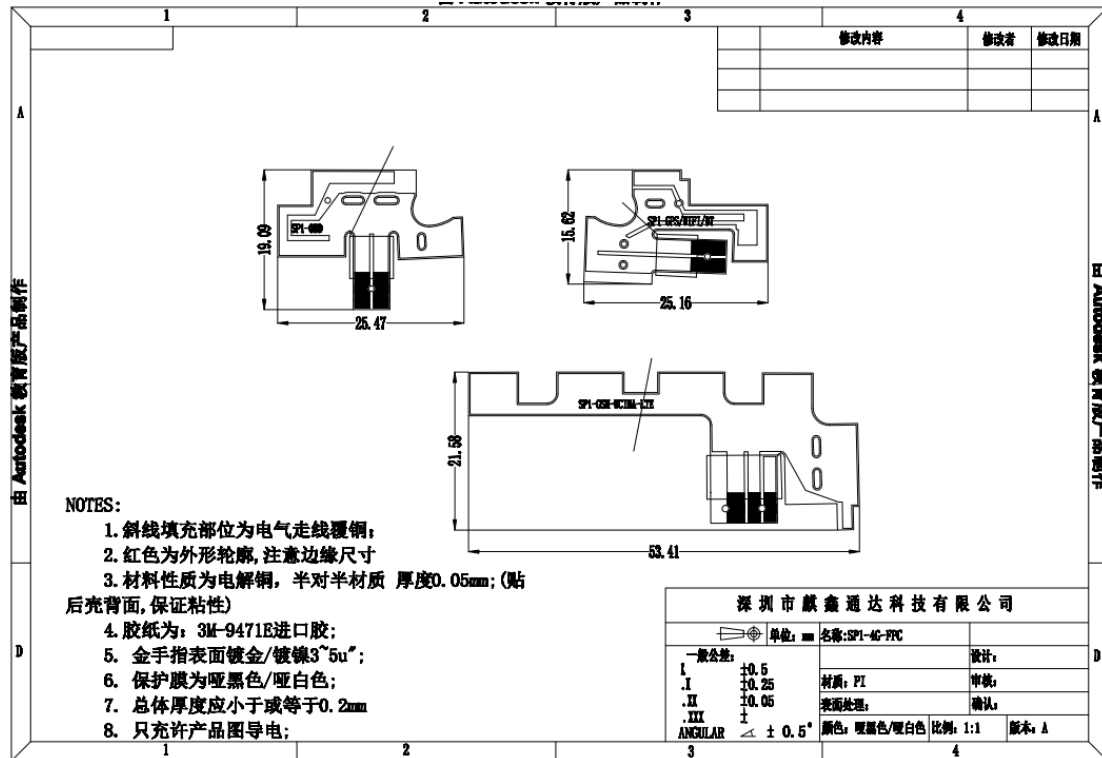 1 2 3 4
修改内容 修改者 修改日期
A
A
由 Autodesk 教育版产品制作
由 Autodesk 教育版产品制作
19.09
SP1-
25.47
15.62
SP1-GPS/WIFI/BT
25.16
SP1-GSM-WCDMA-LTE
21.58
53.41
NOTES:
1.斜线填充部位为电气走线覆铜;
2.红色为外形轮廓,注意边缘尺寸
3.材料性质为电解铜，半对半材质 厚度0.05mm;(贴
后壳背面,保证粘性)
4.胶纸为：3M-9471E进口胶;
5. 金手指表面镀金/镀镍3~5u";
6. 保护膜为哑黑色/哑白色;
7. 总体厚度应小于或等于0.2mm
8. 只充许产品图导电;
深圳市麒鑫通达科技有限公司
单位: mm 名称:SP1-4G-FPC
一般公差:
X. ±0.5
.X ±0.25
.XX ±0.05
.XXX ±
ANGULAR ∠ ± 0.5°
设计:
材质: PI 审核:
表面处理: 确认:
颜色: 哑黑色/哑白色 比例: 1:1 版本: A
D
D
1 2 3 4